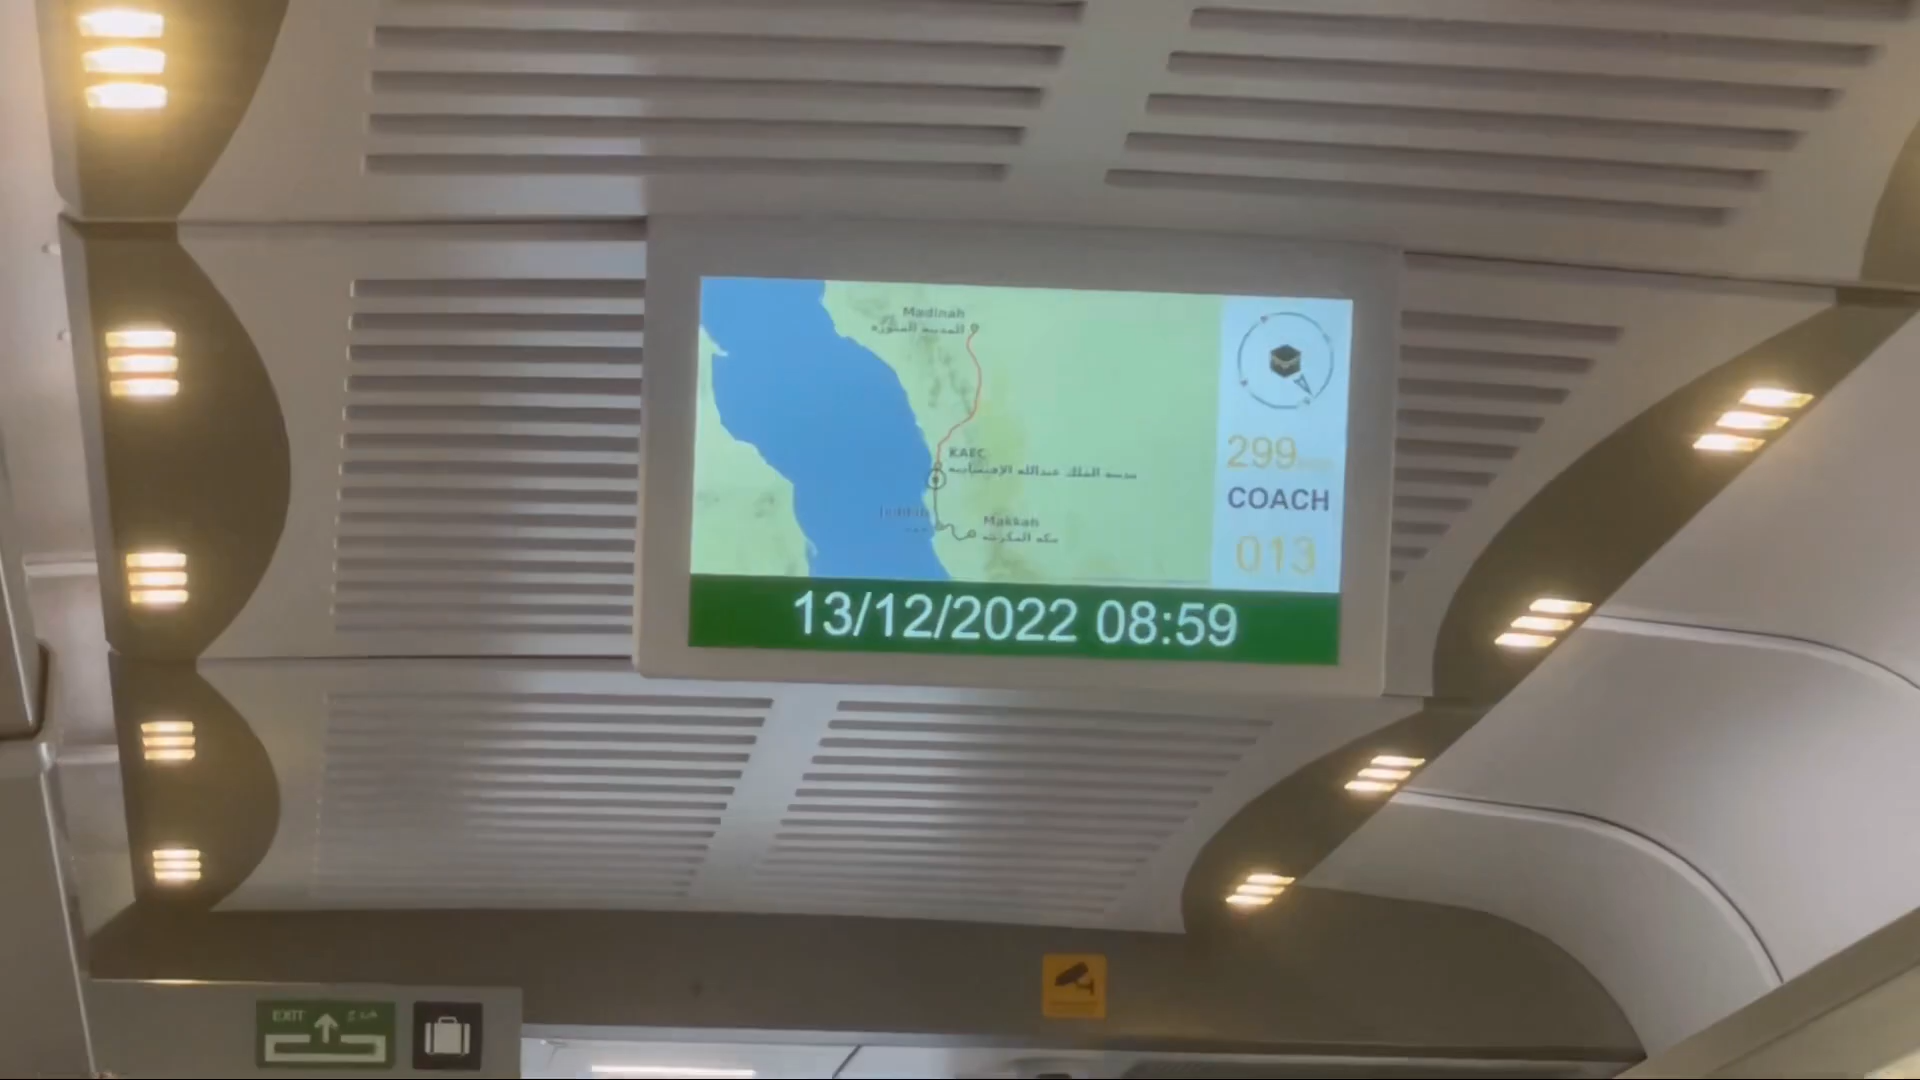 Madinah
المدينة المنورة
KAEC
مدينة الملك عبدالله الإقتصادية
Jeddah
Makkah
مكة المكرمة
299
COACH
013
13/12/2022 08:59
EXIT